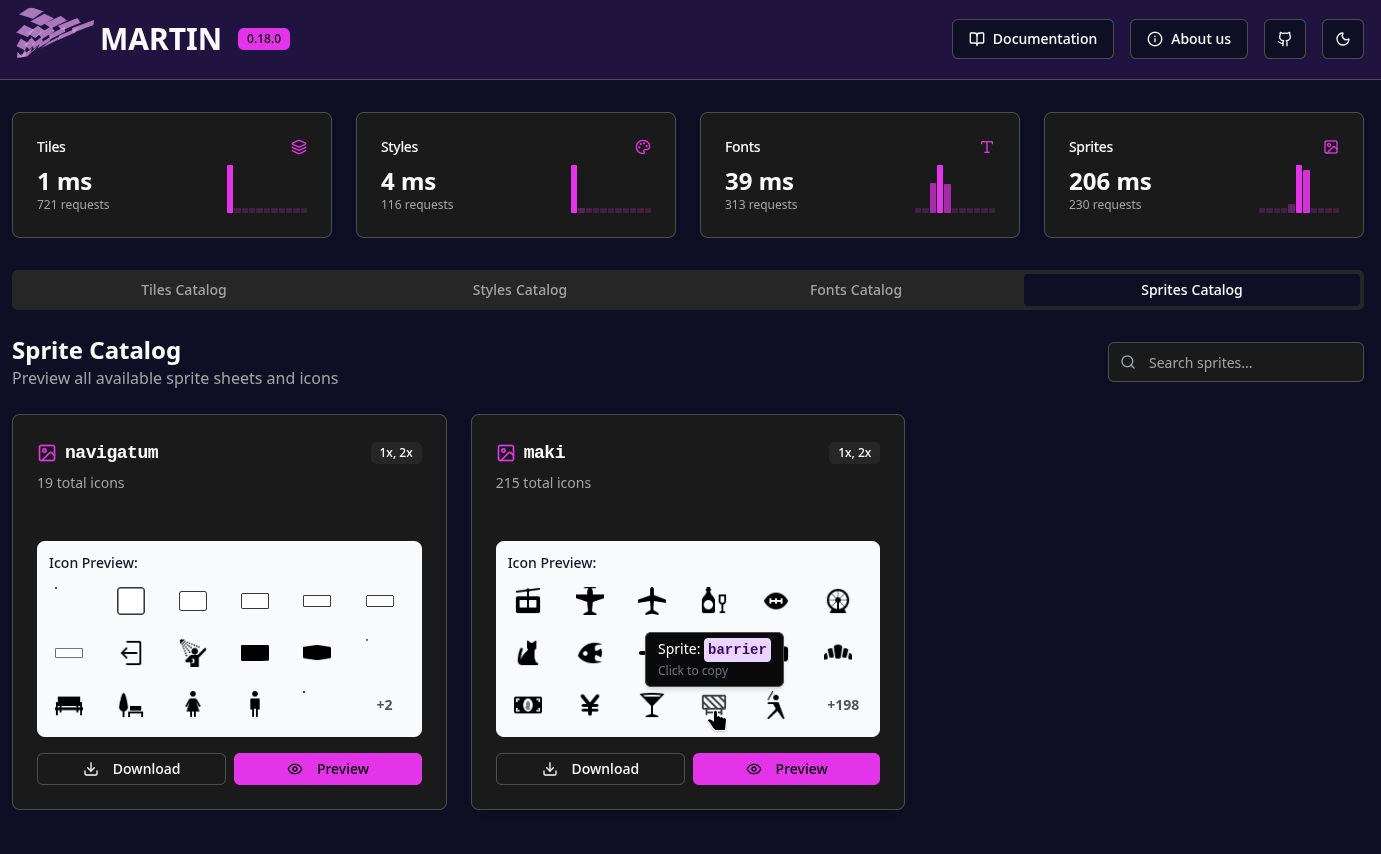 MARTIN 0.18.0 Documentation About us
Tiles
1 ms
721 requests
Styles
4 ms
116 requests
Fonts
39 ms
313 requests
Sprites
206 ms
230 requests
Tiles Catalog Styles Catalog Fonts Catalog Sprites Catalog
Sprite Catalog
Preview all available sprite sheets and icons
Search sprites...
navigatum 1x, 2x
19 total icons
Icon Preview:
+2
Download Preview
maki 1x, 2x
215 total icons
Icon Preview:
Sprite: barrier
Click to copy
+198
Download Preview